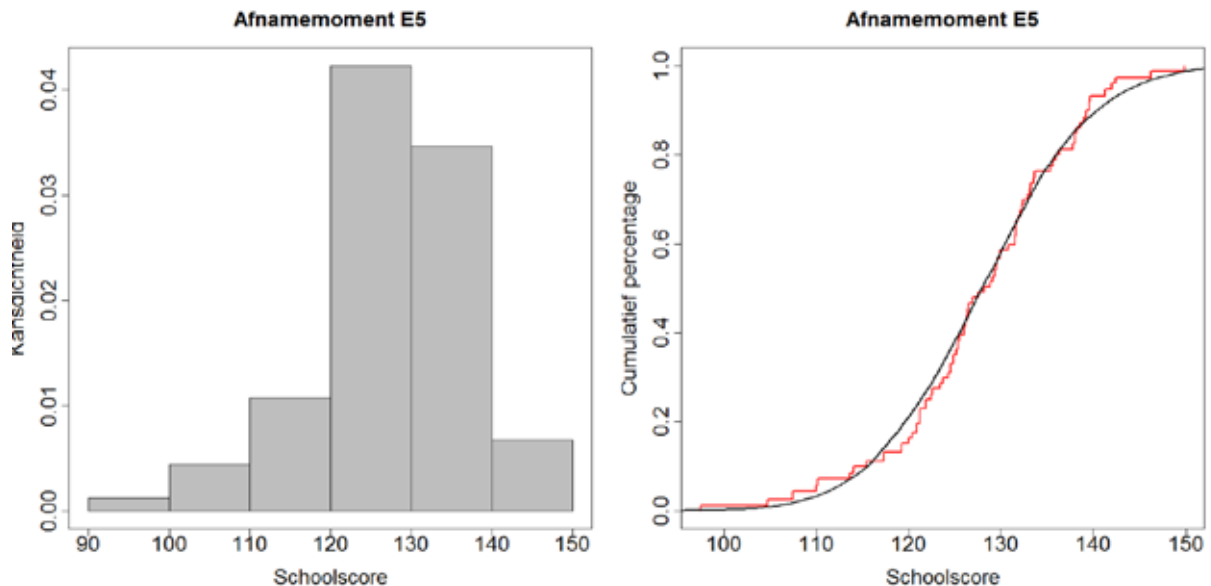 Afnamemoment E5
Kansdichtheid
0.04
0.03
0.02
0.01
0.00
90 100 110 120 130 140 150
Schoolscore
Afnamemoment E5
Cumulatief percentage
1.0
0.8
0.6
0.4
0.2
0.0
100 110 120 130 140 150
Schoolscore